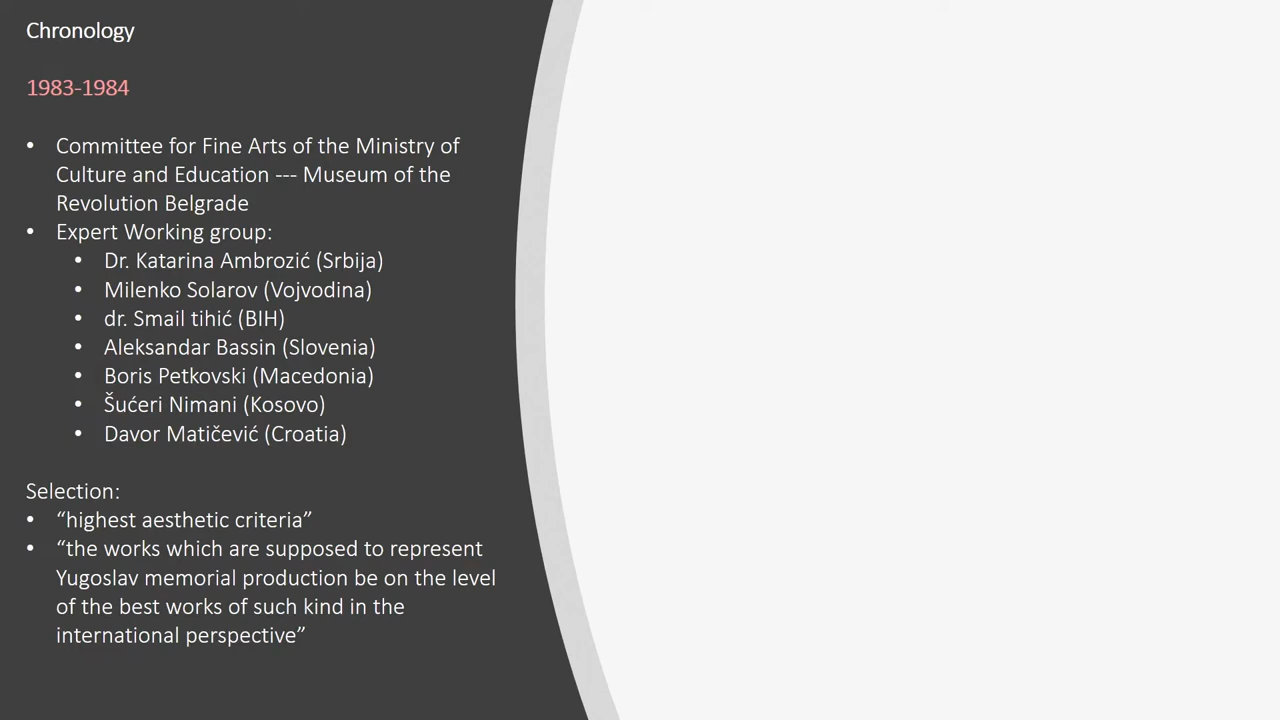 Chronology
1983-1984
• Committee for Fine Arts of the Ministry of
Culture and Education --- Museum of the
Revolution Belgrade
• Expert Working group:
• Dr. Katarina Ambrozić (Srbija)
• Milenko Solarov (Vojvodina)
• dr. Smail tihić (BIH)
• Aleksandar Bassin (Slovenia)
• Boris Petkovski (Macedonia)
• Šućeri Nimani (Kosovo)
• Davor Matičević (Croatia)
Selection:
• “highest aesthetic criteria”
• “the works which are supposed to represent
Yugoslav memorial production be on the level
of the best works of such kind in the
international perspective”